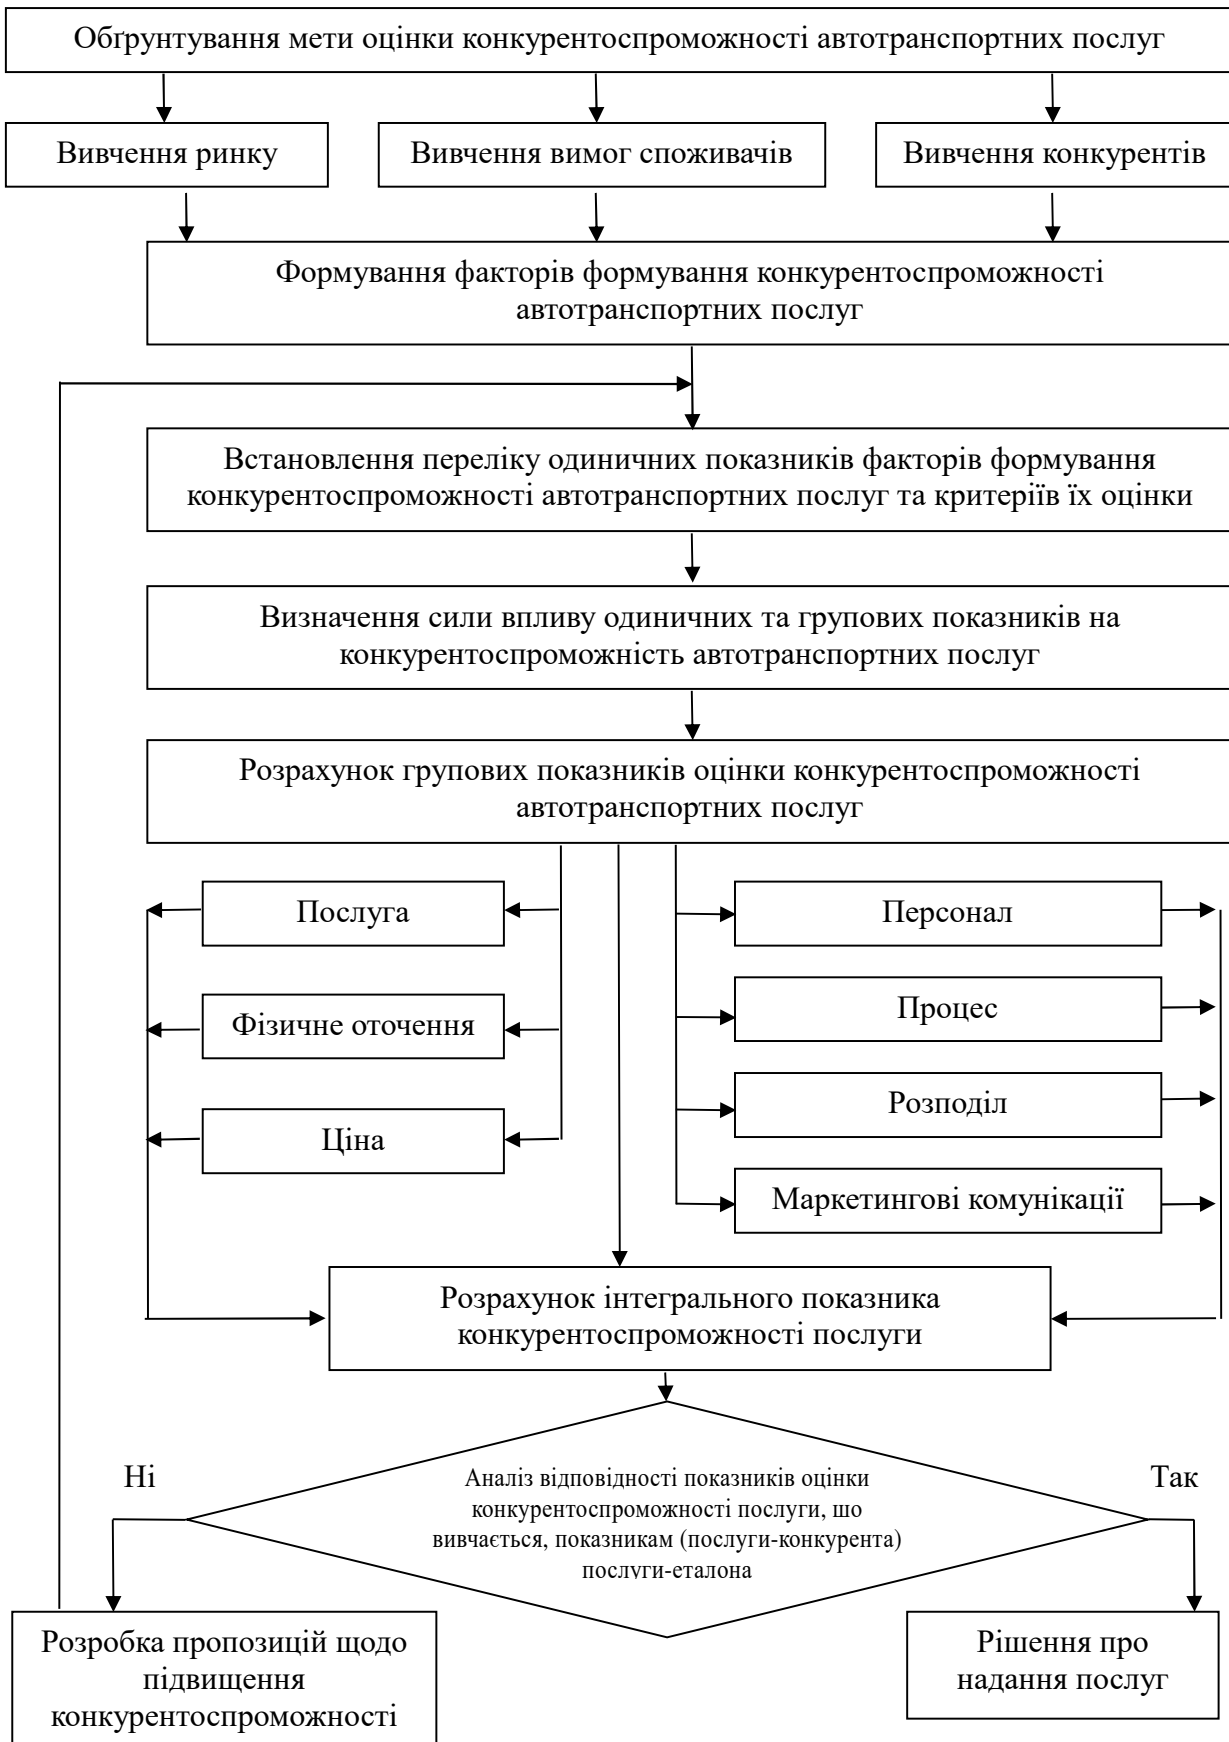 Обґрунтування мети оцінки конкурентоспроможності автотранспортних послуг
Вивчення ринку
Вивчення вимог споживачів
Вивчення конкурентів
Формування факторів формування конкурентоспроможності
автотранспортних послуг
Встановлення переліку одиничних показників факторів формування
конкурентоспроможності автотранспортних послуг та критеріїв їх оцінки
Визначення сили впливу одиничних та групових показників на
конкурентоспроможність автотранспортних послуг
Розрахунок групових показників оцінки конкурентоспроможності
автотранспортних послуг
Послуга
Фізичне оточення
Ціна
Персонал
Процес
Розподіл
Маркетингові комунікації
Розрахунок інтегрального показника
конкурентоспроможності послуги
Ні
Аналіз відповідності показників оцінки
конкурентоспроможності послуги, шо
вивчається, показникам (послуги-конкурента)
послуги-еталона
Так
Розробка пропозицій щодо
підвищення
конкурентоспроможності
Рішення про
надання послуг